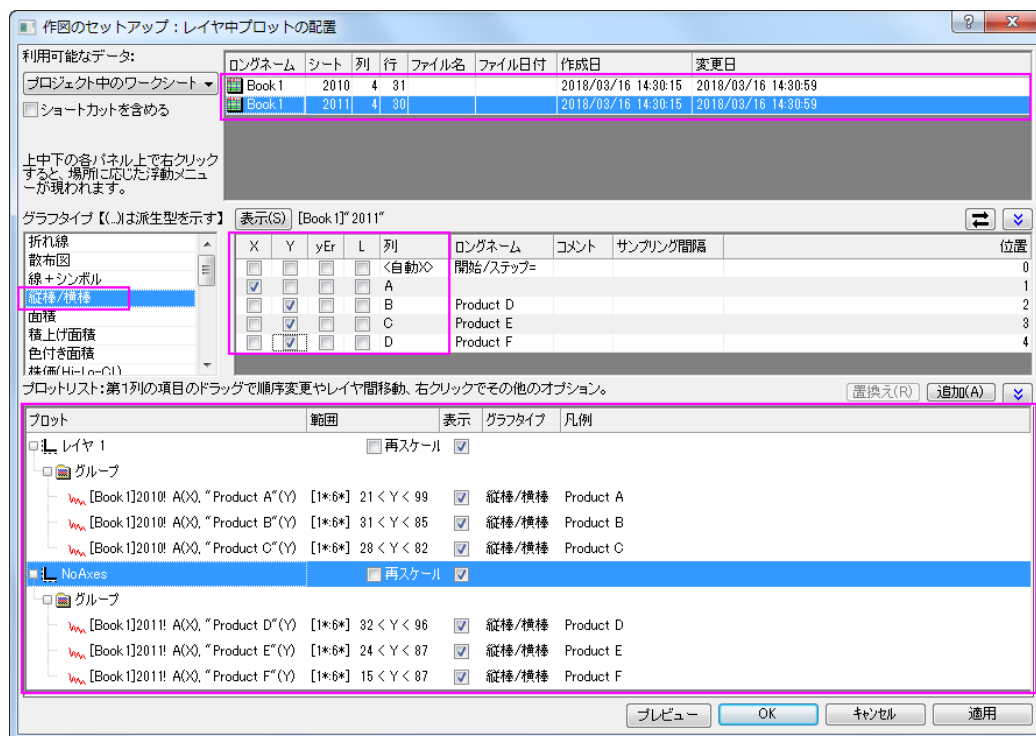 作図のセットアップ：レイヤ中プロットの配置
利用可能なデータ:
プロジェクト中のワークシート
ショートカットを含める
上中下の各パネル上で右クリック
すると、場所に応じた浮動メニュ
ーが現われます。
ロングネーム シート 列 行 ファイル名 ファイル日付 作成日 変更日
Book1 2010 4 31 2018/03/16 14:30:15 2018/03/16 14:30:59
Book1 2011 4 30 2018/03/16 14:30:15 2018/03/16 14:30:59
グラフタイプ【(...)は派生型を示す】 表示(S) [Book1]"2011"
折れ線
散布図
線＋シンボル
縦棒/横棒
面積
積上げ面積
色付き面積
株価(Hi-Lo-Cl)
X Y yEr L 列 ロングネーム コメント サンプリング間隔 位置
<自動X> 開始/ステップ= 0
A 1
B Product D 2
C Product E 3
D Product F 4
プロットリスト：第1列の項目のドラッグで順序変更やレイヤ間移動、右クリックでその他のオプション。 置換え(R) 追加(A)
プロット 範囲 表示 グラフタイプ 凡例
レイヤ 1 再スケール
グループ
[Book1]2010! A(X), "Product A"(Y) [1*:6*] 21 < Y < 99 縦棒/横棒 Product A
[Book1]2010! A(X), "Product B"(Y) [1*:6*] 31 < Y < 85 縦棒/横棒 Product B
[Book1]2010! A(X), "Product C"(Y) [1*:6*] 28 < Y < 82 縦棒/横棒 Product C
NoAxes 再スケール
グループ
[Book1]2011! A(X), "Product D"(Y) [1*:6*] 32 < Y < 96 縦棒/横棒 Product D
[Book1]2011! A(X), "Product E"(Y) [1*:6*] 24 < Y < 87 縦棒/横棒 Product E
[Book1]2011! A(X), "Product F"(Y) [1*:6*] 15 < Y < 87 縦棒/横棒 Product F
プレビュー OK キャンセル 適用